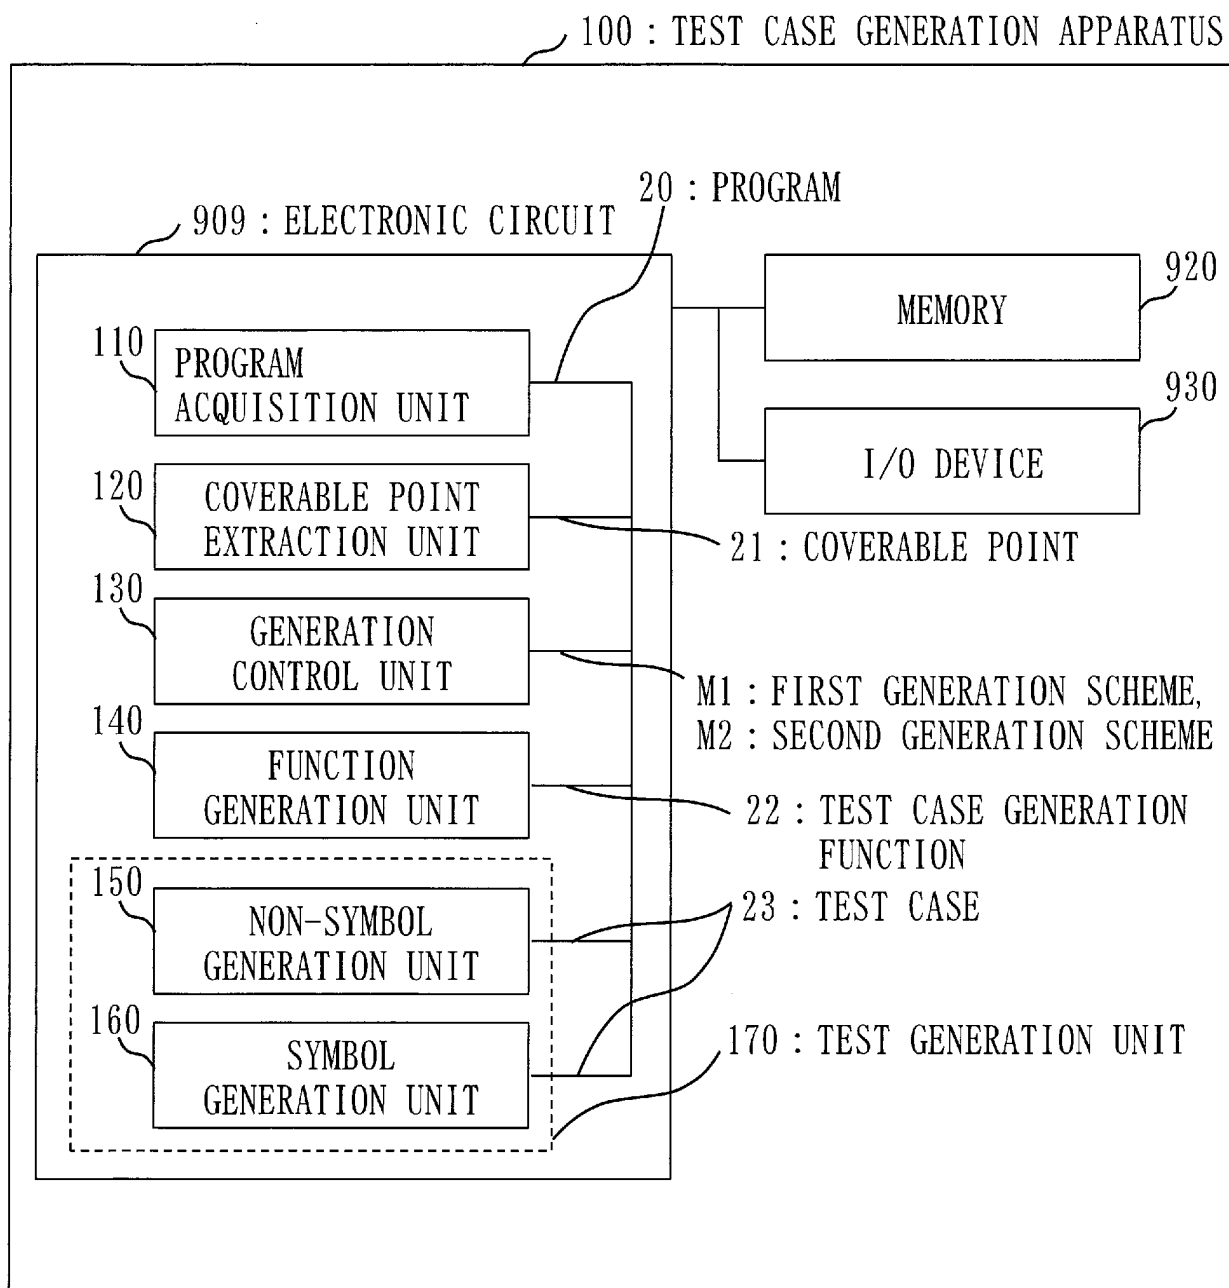 100 : TEST CASE GENERATION APPARATUS
20 : PROGRAM
909 : ELECTRONIC CIRCUIT
920
MEMORY
110
PROGRAM
ACQUISITION UNIT
930
I/O DEVICE
120
COVERABLE POINT
EXTRACTION UNIT
21 : COVERABLE POINT
130
GENERATION
CONTROL UNIT
M1 : FIRST GENERATION SCHEME,
M2 : SECOND GENERATION SCHEME
140
FUNCTION
GENERATION UNIT
22 : TEST CASE GENERATION
FUNCTION
150
NON-SYMBOL
GENERATION UNIT
23 : TEST CASE
160
SYMBOL
GENERATION UNIT
170 : TEST GENERATION UNIT